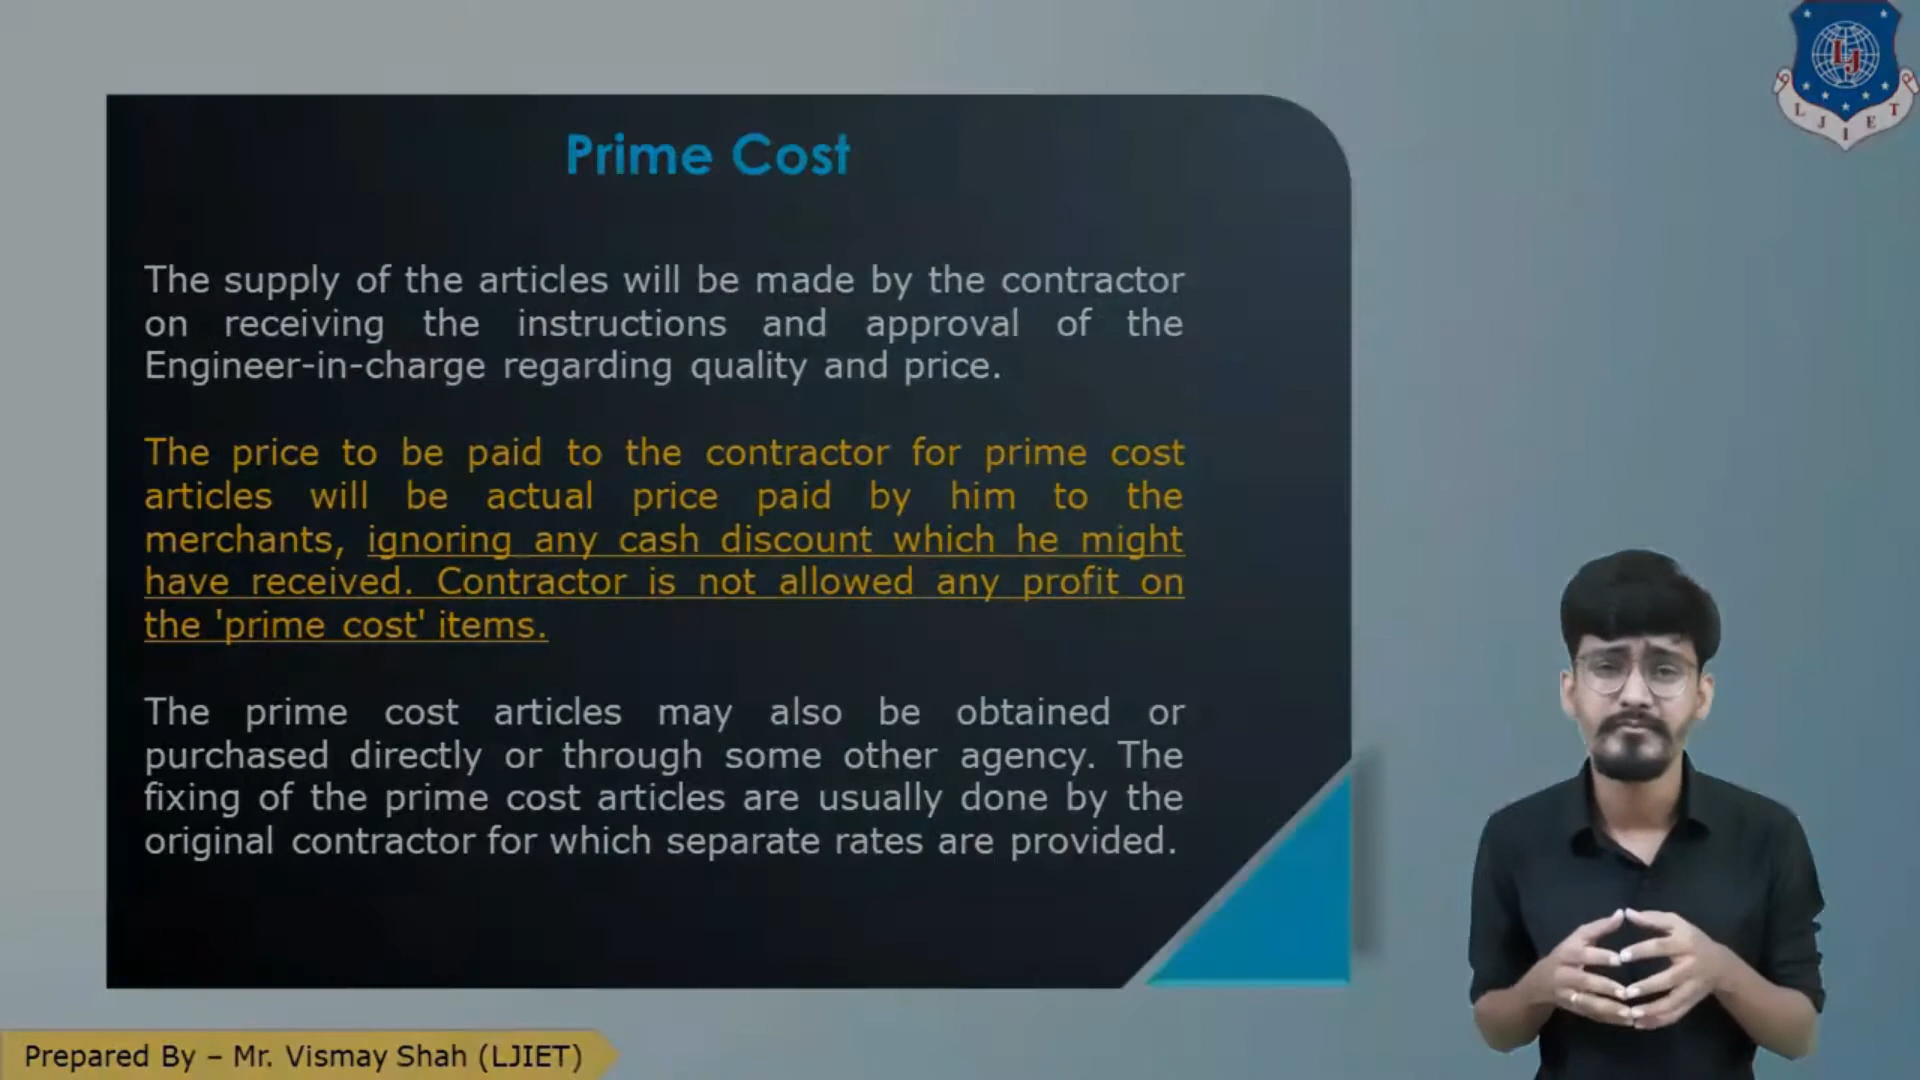 Prime Cost
The supply of the articles will be made by the contractor
on receiving the instructions and approval of the
Engineer-in-charge regarding quality and price.
The price to be paid to the contractor for prime cost
articles will be actual price paid by him to the
merchants, ignoring any cash discount which he might
have received. Contractor is not allowed any profit on
the 'prime cost' items.
The prime cost articles may also be obtained or
purchased directly or through some other agency. The
fixing of the prime cost articles are usually done by the
original contractor for which separate rates are provided.
LJ
L J I E T
Prepared By – Mr. Vismay Shah (LJIET)